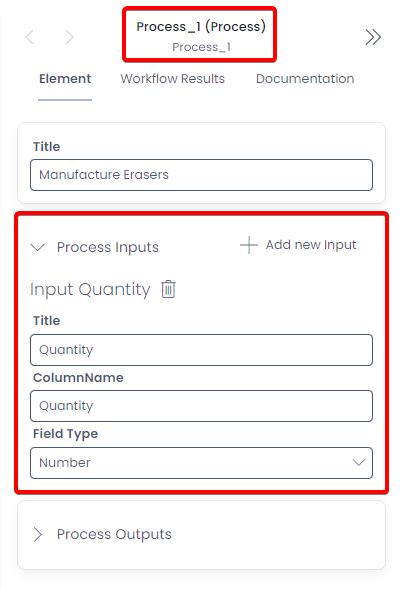 Process_1 (Process)
Process_1
Element Workflow Results Documentation
Title
Manufacture Erasers
Process Inputs Add new Input
Input Quantity
Title
Quantity
ColumnName
Quantity
Field Type
Number
Process Outputs